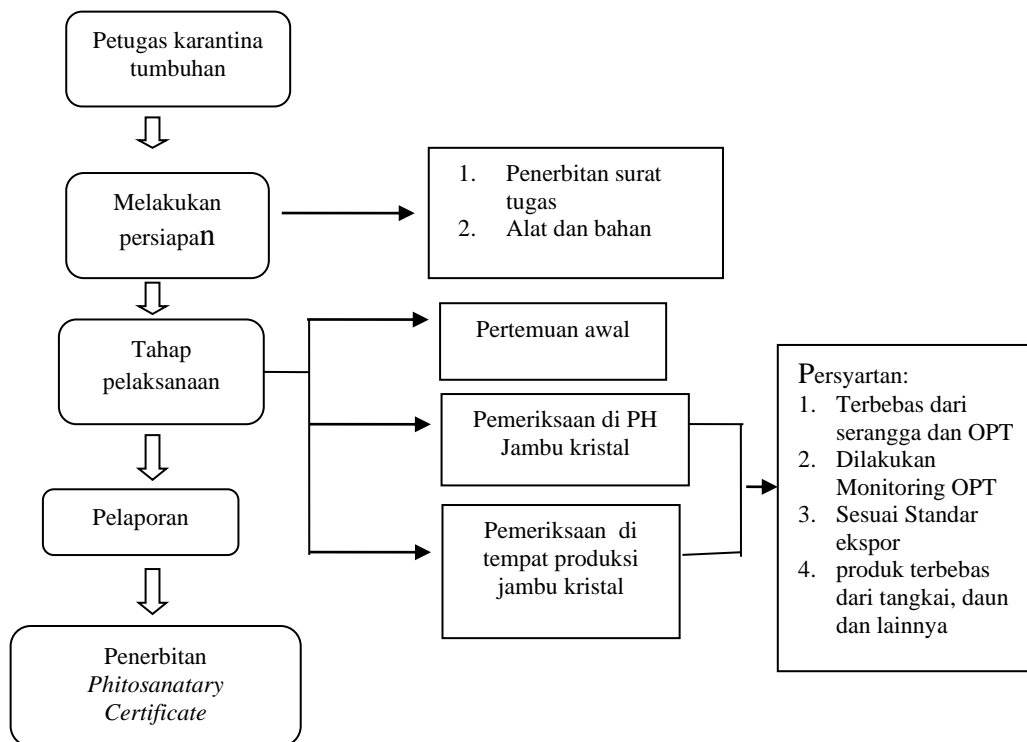 Petugas karantina
tumbuhan
Melakukan
persiapan
1. Penerbitan surat
tugas
2. Alat dan bahan
Tahap
pelaksanaan
Pertemuan awal
Pemeriksaan di PH
Jambu kristal
Pemeriksaan di
tempat produksi
jambu kristal
Persyartan:
1. Terbebas dari
serangga dan OPT
2. Dilakukan
Monitoring OPT
3. Sesuai Standar
ekspor
4. produk terbebas
dari tangkai, daun
dan lainnya
Pelaporan
Penerbitan
Phitosanatary
Certificate